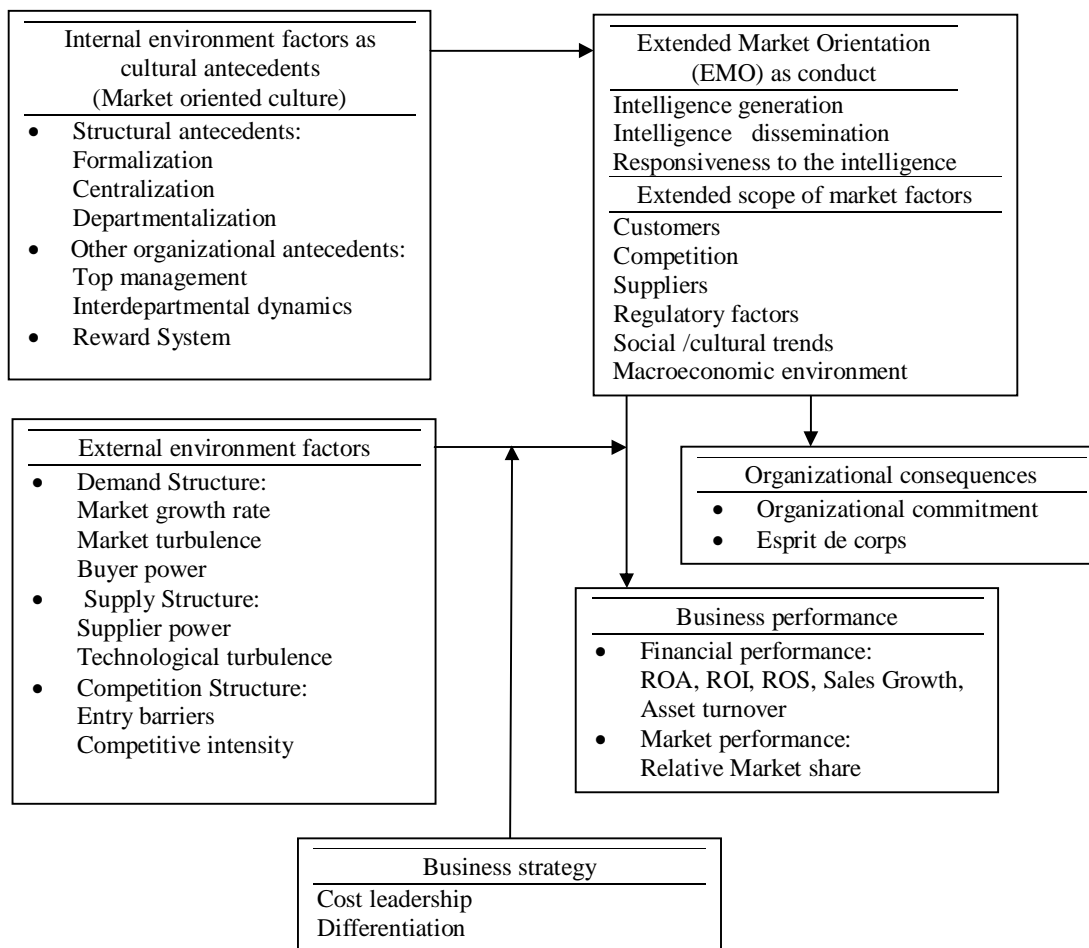 Internal environment factors as
cultural antecedents
(Market oriented culture)
• Structural antecedents:
Formalization
Centralization
Departmentalization
• Other organizational antecedents:
Top management
Interdepartmental dynamics
• Reward System
Extended Market Orientation
(EMO) as conduct
Intelligence generation
Intelligence dissemination
Responsiveness to the intelligence
Extended scope of market factors
Customers
Competition
Suppliers
Regulatory factors
Social /cultural trends
Macroeconomic environment
External environment factors
• Demand Structure:
Market growth rate
Market turbulence
Buyer power
• Supply Structure:
Supplier power
Technological turbulence
• Competition Structure:
Entry barriers
Competitive intensity
Organizational consequences
• Organizational commitment
• Esprit de corps
Business performance
• Financial performance:
ROA, ROI, ROS, Sales Growth,
Asset turnover
• Market performance:
Relative Market share
Business strategy
Cost leadership
Differentiation